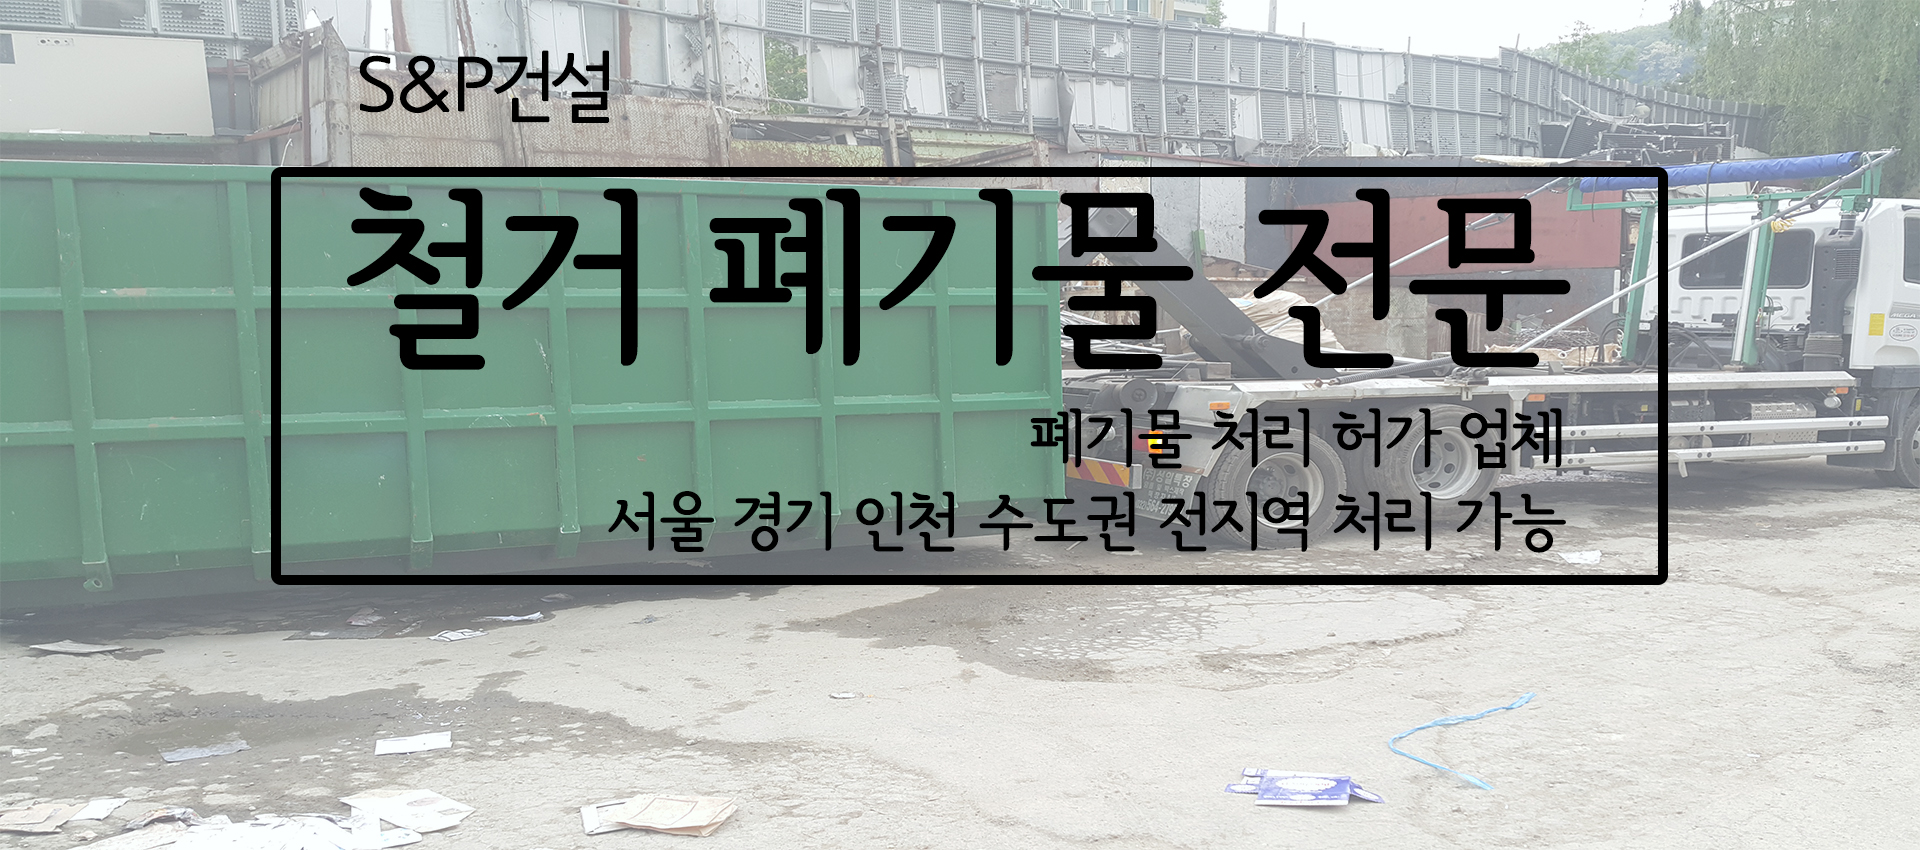 S&P건설
철거 폐기물 전문
폐기물 처리 허가 업체
서울 경기 인천 수도권 전지역 처리 가능